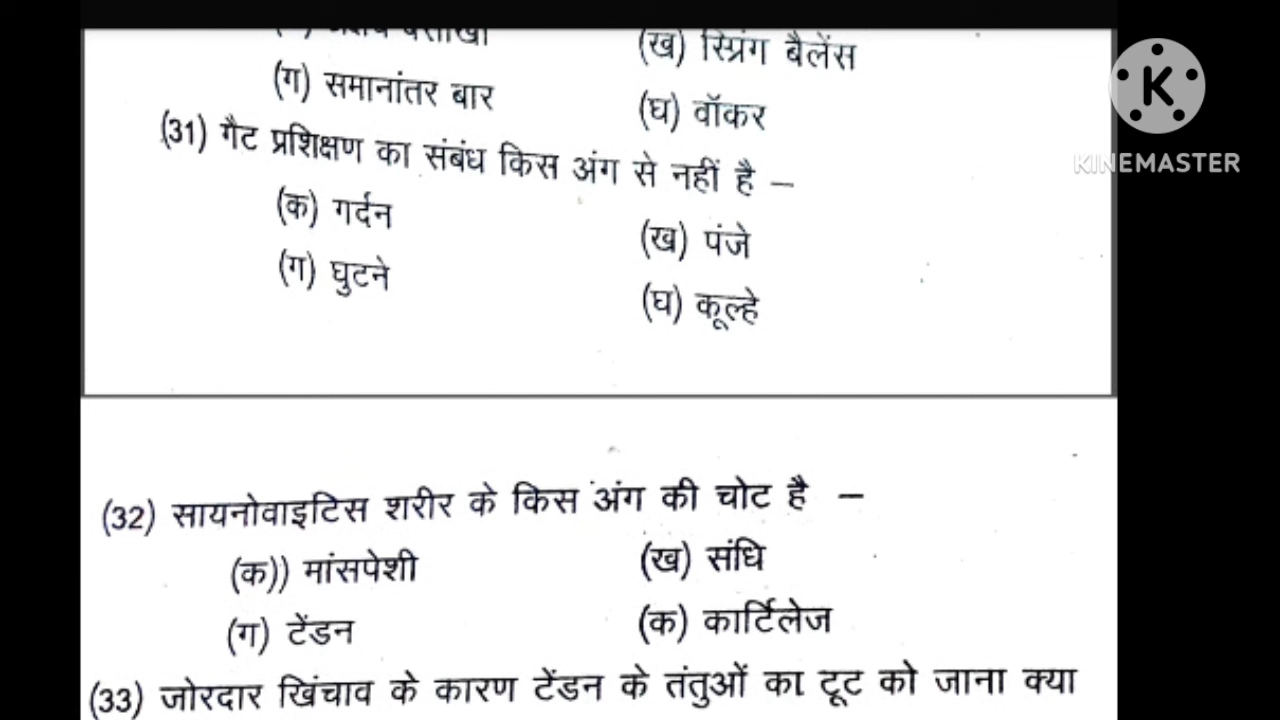 (ख) स्प्रिंग बैलेंस
(ग) समानांतर बार
(घ) वॉकर
(31) गैट प्रशिक्षण का संबंध किस अंग से नहीं है –
(क) गर्दन
(ख) पंजे
(ग) घुटने
(घ) कूल्हे
(32) सायनोवाइटिस शरीर के किस अंग की चोट है –
(क)) मांसपेशी
(ख) संधि
(ग) टेंडन
(क) कार्टिलेज
(33) जोरदार खिंचाव के कारण टेंडन के तंतुओं का टूट को जाना क्या
K
KINEMASTER